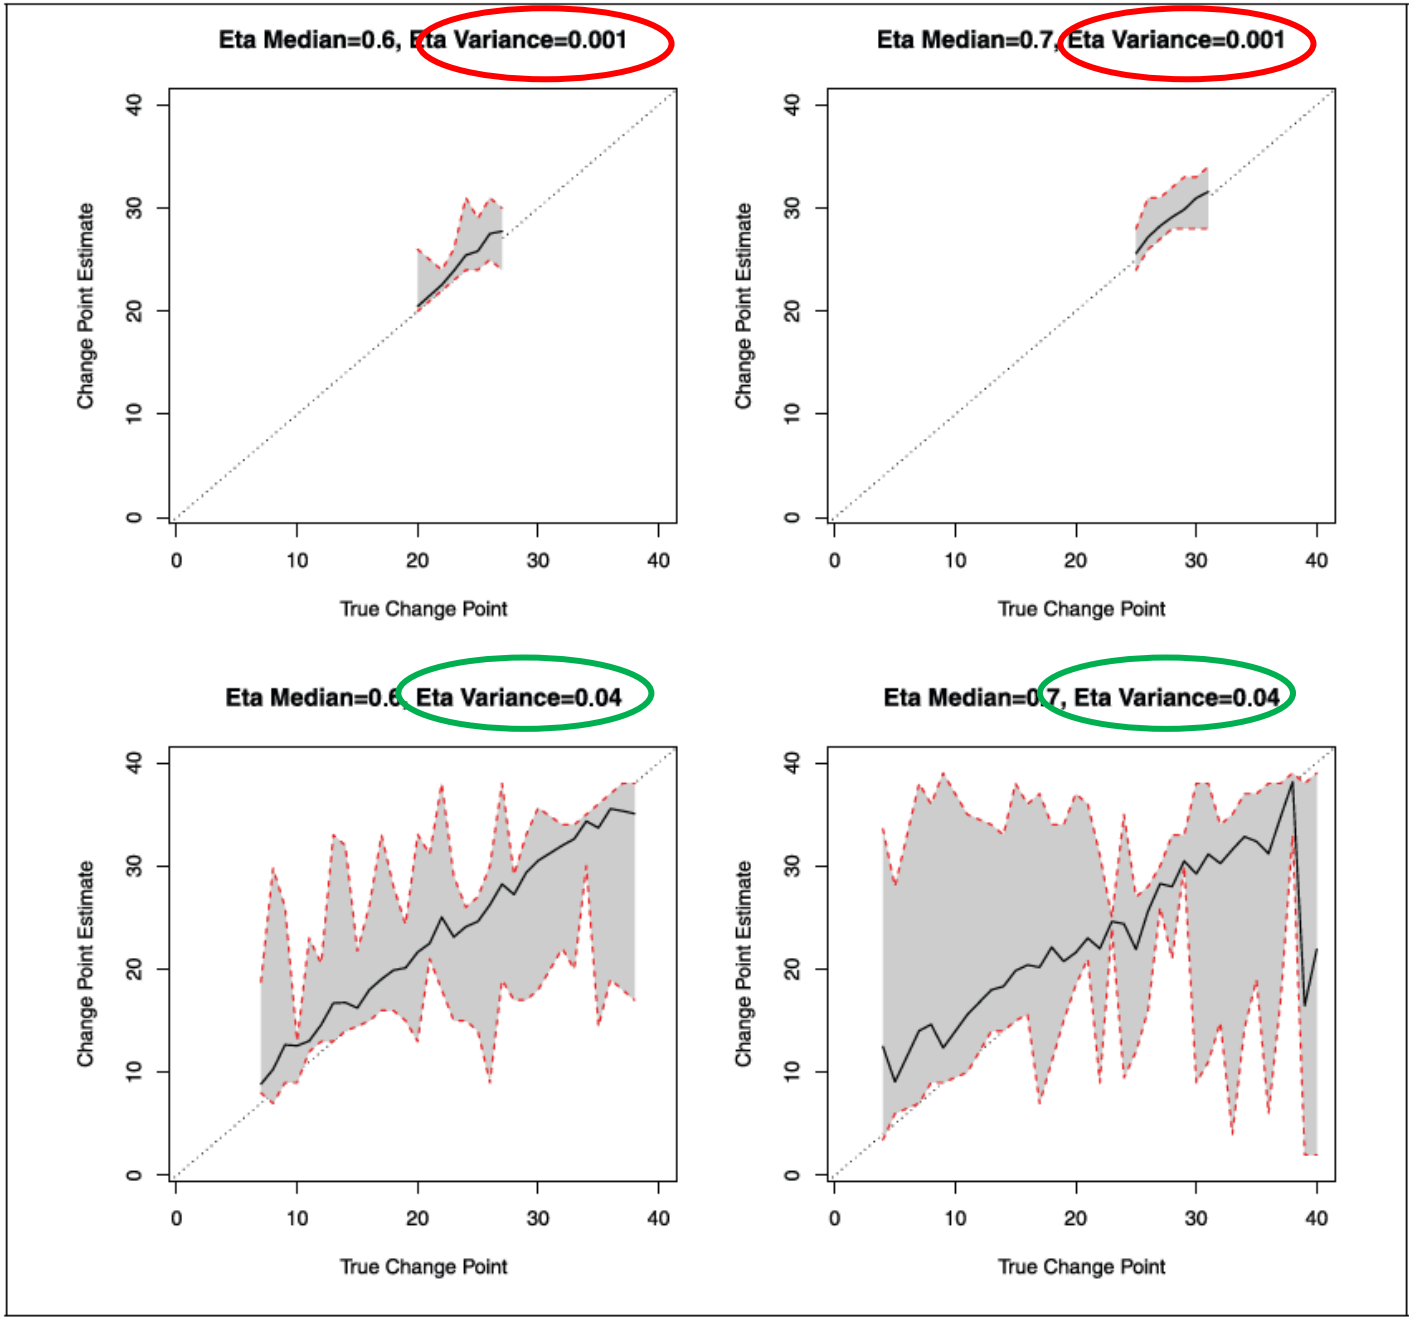 Eta Median=0.6, Eta Variance=0.001
Change Point Estimate
40
30
20
10
0
0 10 20 30 40
True Change Point
Eta Median=0.7, Eta Variance=0.001
Change Point Estimate
40
30
20
10
0
0 10 20 30 40
True Change Point
Eta Median=0.6, Eta Variance=0.04
Change Point Estimate
40
30
20
10
0
0 10 20 30 40
True Change Point
Eta Median=0.7, Eta Variance=0.04
Change Point Estimate
40
30
20
10
0
0 10 20 30 40
True Change Point